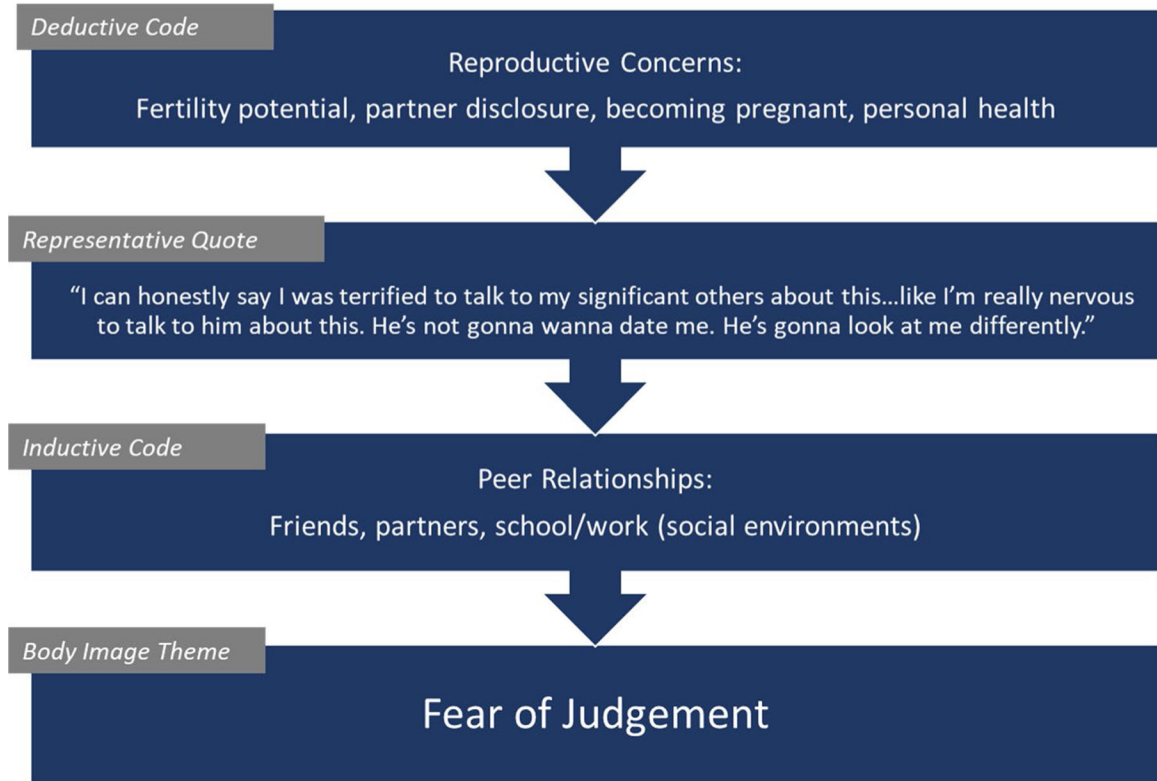 Deductive Code
Reproductive Concerns:
Fertility potential, partner disclosure, becoming pregnant, personal health
Representative Quote
“I can honestly say I was terrified to talk to my significant others about this...like I’m really nervous
to talk to him about this. He’s not gonna wanna date me. He’s gonna look at me differently.”
Inductive Code
Peer Relationships:
Friends, partners, school/work (social environments)
Body Image Theme
Fear of Judgement